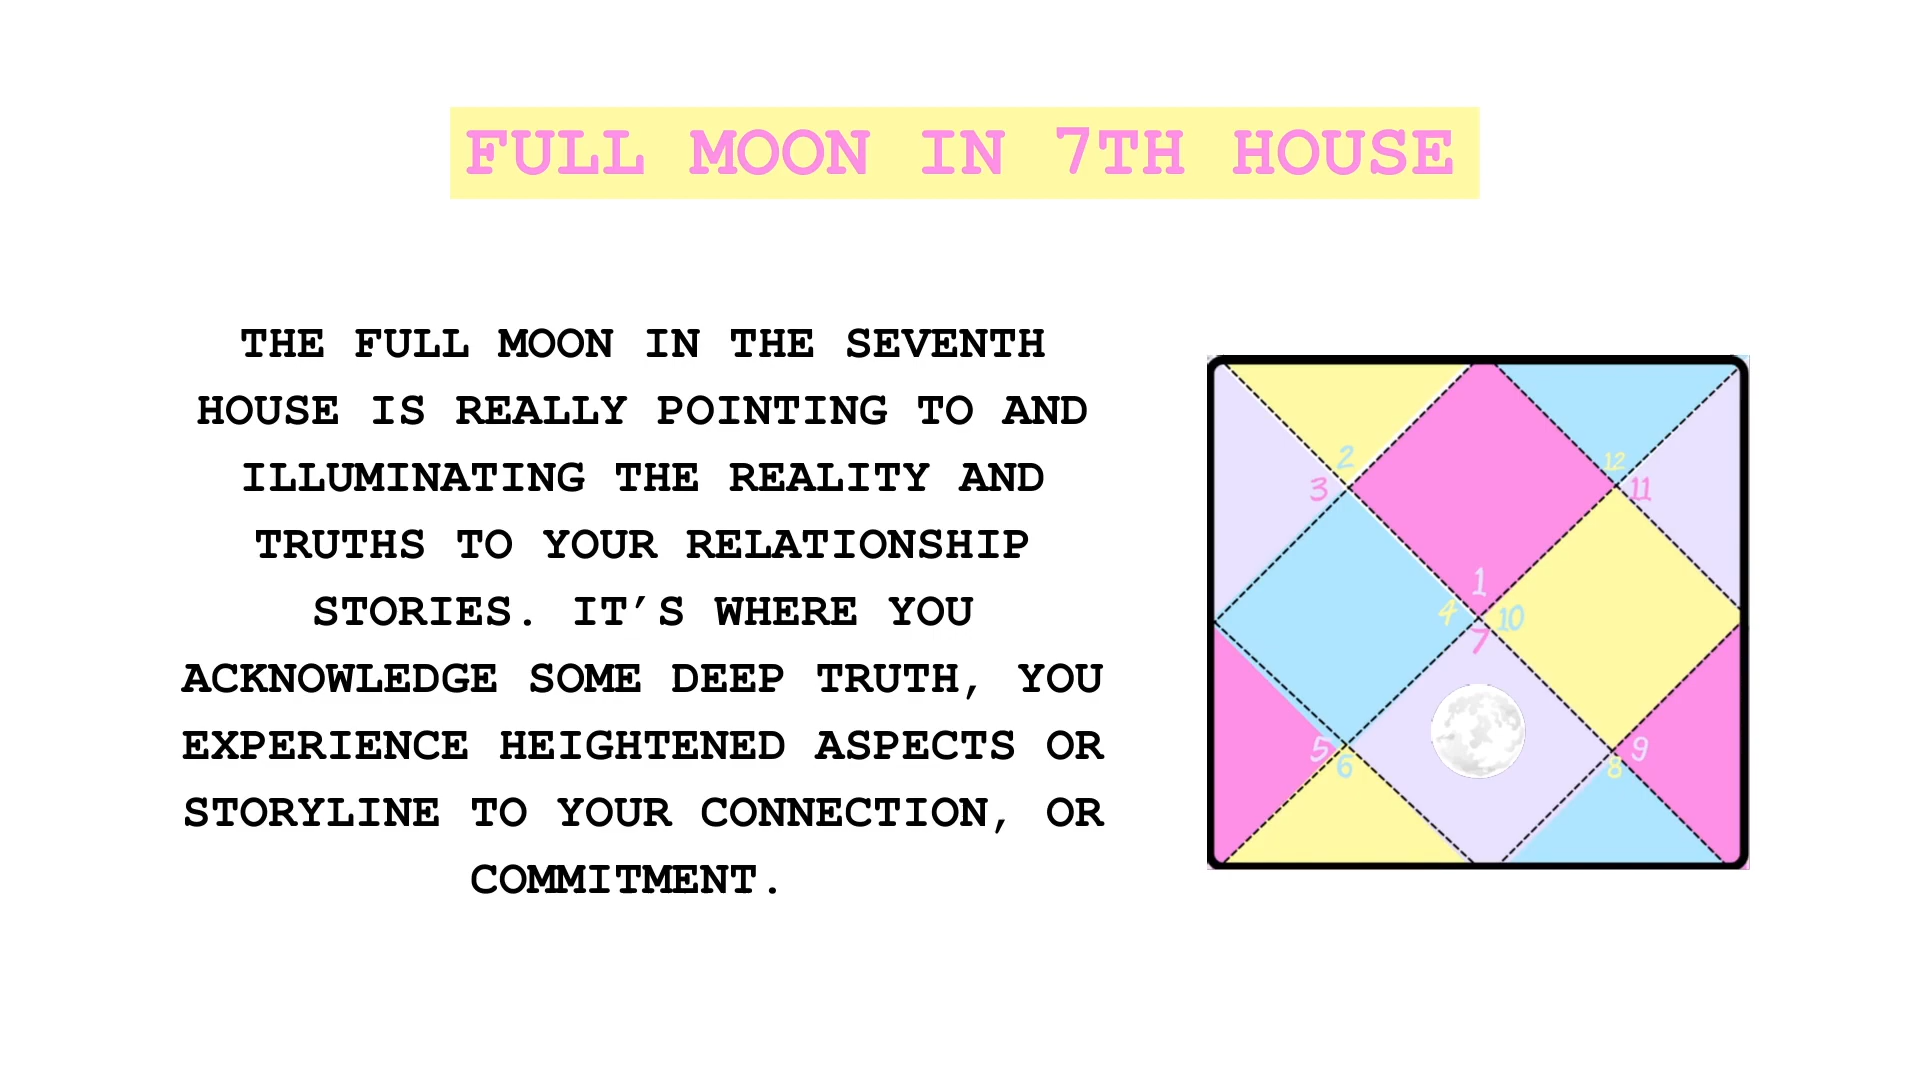 FULL MOON IN 7TH HOUSE
THE FULL MOON IN THE SEVENTH
HOUSE IS REALLY POINTING TO AND
ILLUMINATING THE REALITY AND
TRUTHS TO YOUR RELATIONSHIP
STORIES. IT’S WHERE YOU
ACKNOWLEDGE SOME DEEP TRUTH, YOU
EXPERIENCE HEIGHTENED ASPECTS OR
STORYLINE TO YOUR CONNECTION, OR
COMMITMENT.
2
12
3
11
1
4
10
7
5
9
6
8